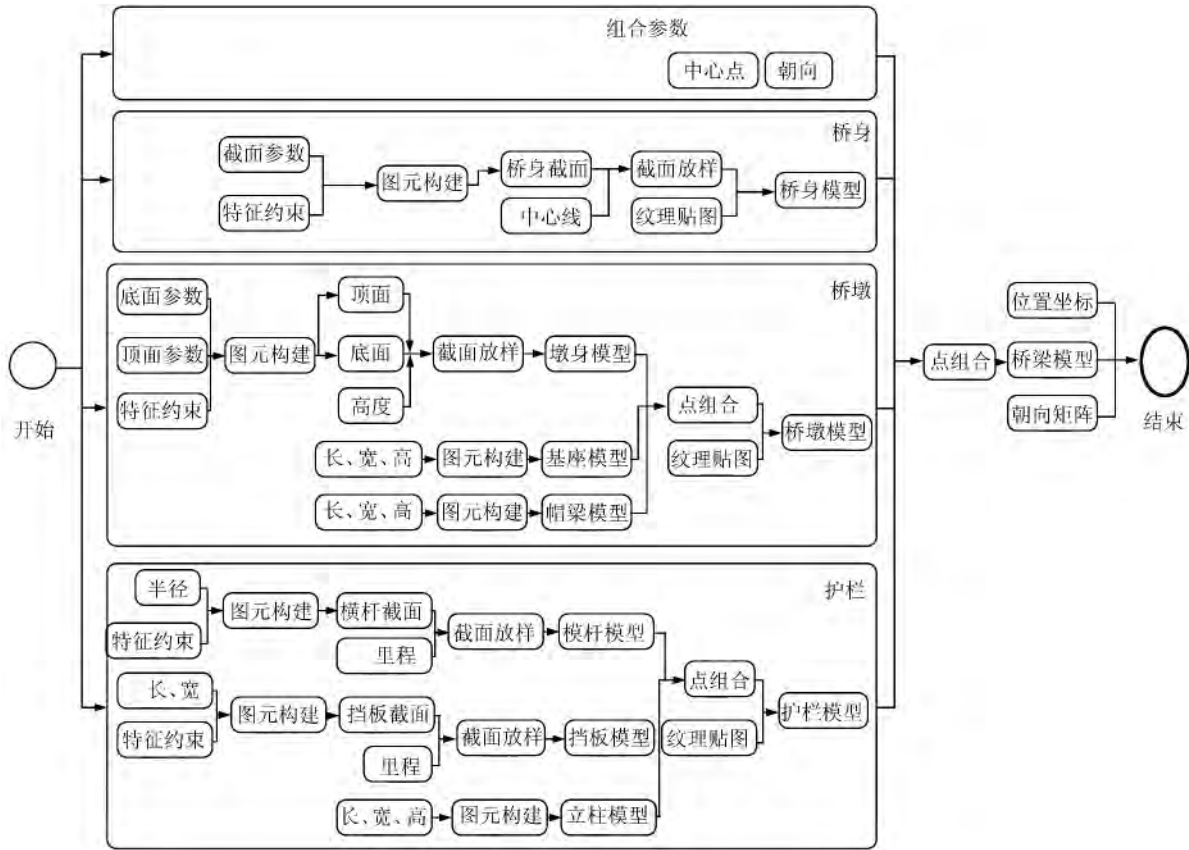 开始
组合参数
中心点
朝向
桥身
截面参数
特征约束
图元构建
桥身截面
中心线
截面放样
纹理贴图
桥身模型
桥墩
底面参数
顶面参数
特征约束
图元构建
顶面
底面
高度
截面放样
墩身模型
长、宽、高
图元构建
基座模型
长、宽、高
图元构建
帽梁模型
点组合
纹理贴图
桥墩模型
护栏
半径
特征约束
图元构建
横杆截面
里程
截面放样
模杆模型
长、宽
特征约束
图元构建
挡板截面
里程
截面放样
挡板模型
长、宽、高
图元构建
立柱模型
点组合
纹理贴图
护栏模型
点组合
位置坐标
桥梁模型
朝向矩阵
结束